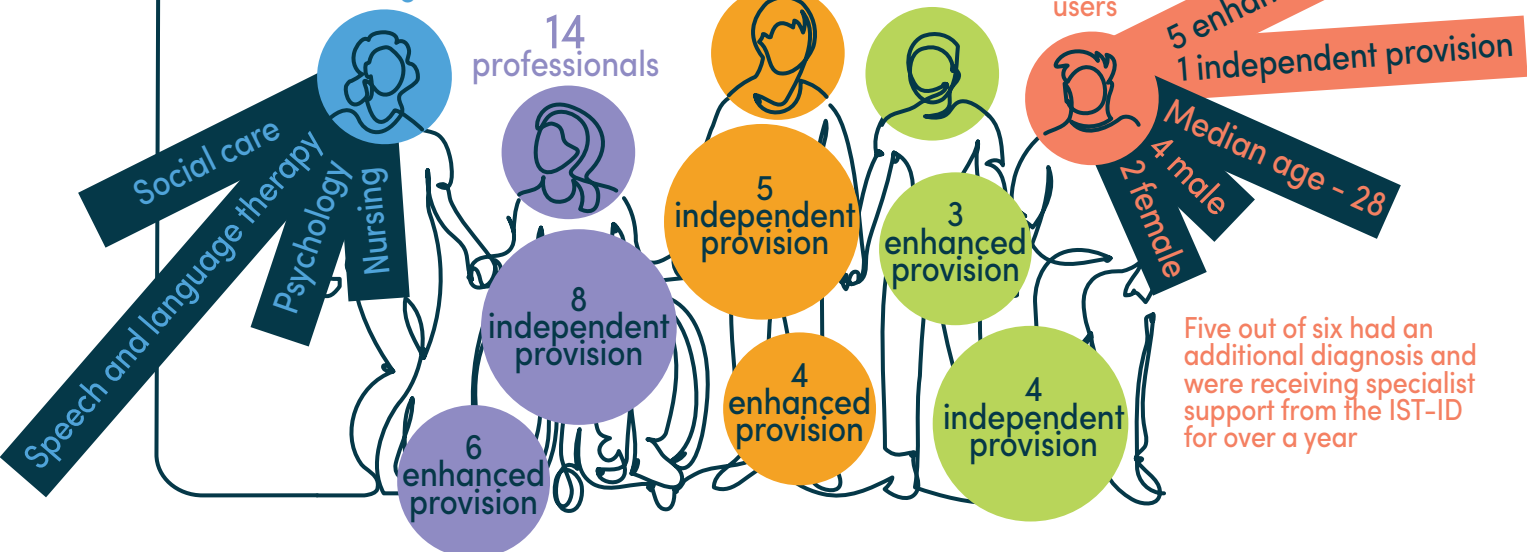 users
14
professionals
5 enhan
1 independent provision
Social care
Speech and language therapy
Psychology
Nursing
8
independent
provision
6
enhanced
provision
5
independent
provision
4
enhanced
provision
3
enhanced
provision
4
independent
provision
Median age - 28
4 male
2 female
Five out of six had an
additional diagnosis and
were receiving specialist
support from the IST-ID
for over a year